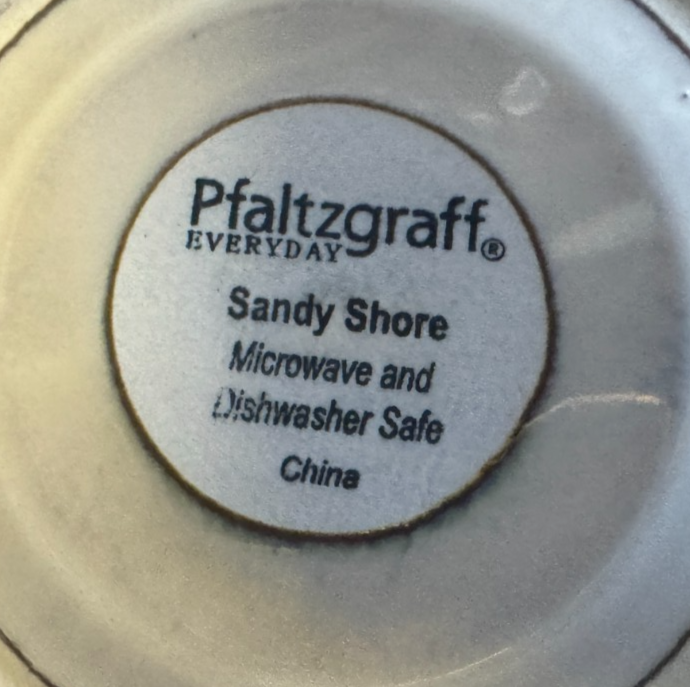 Pfaltzgraff®
EVERYDAY
Sandy Shore
Microwave and
Dishwasher Safe
China